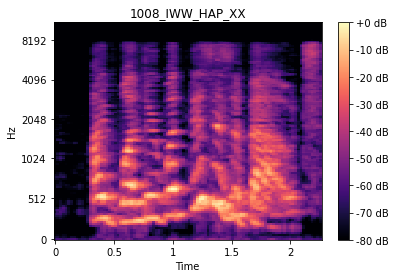 1008_IWW_HAP_XX
+0 dB
8192
-10 dB
4096
-20 dB
-30 dB
2048
Hz
-40 dB
1024
-50 dB
512
-60 dB
-70 dB
0
-80 dB
0
0.5
1
1.5
2
Time